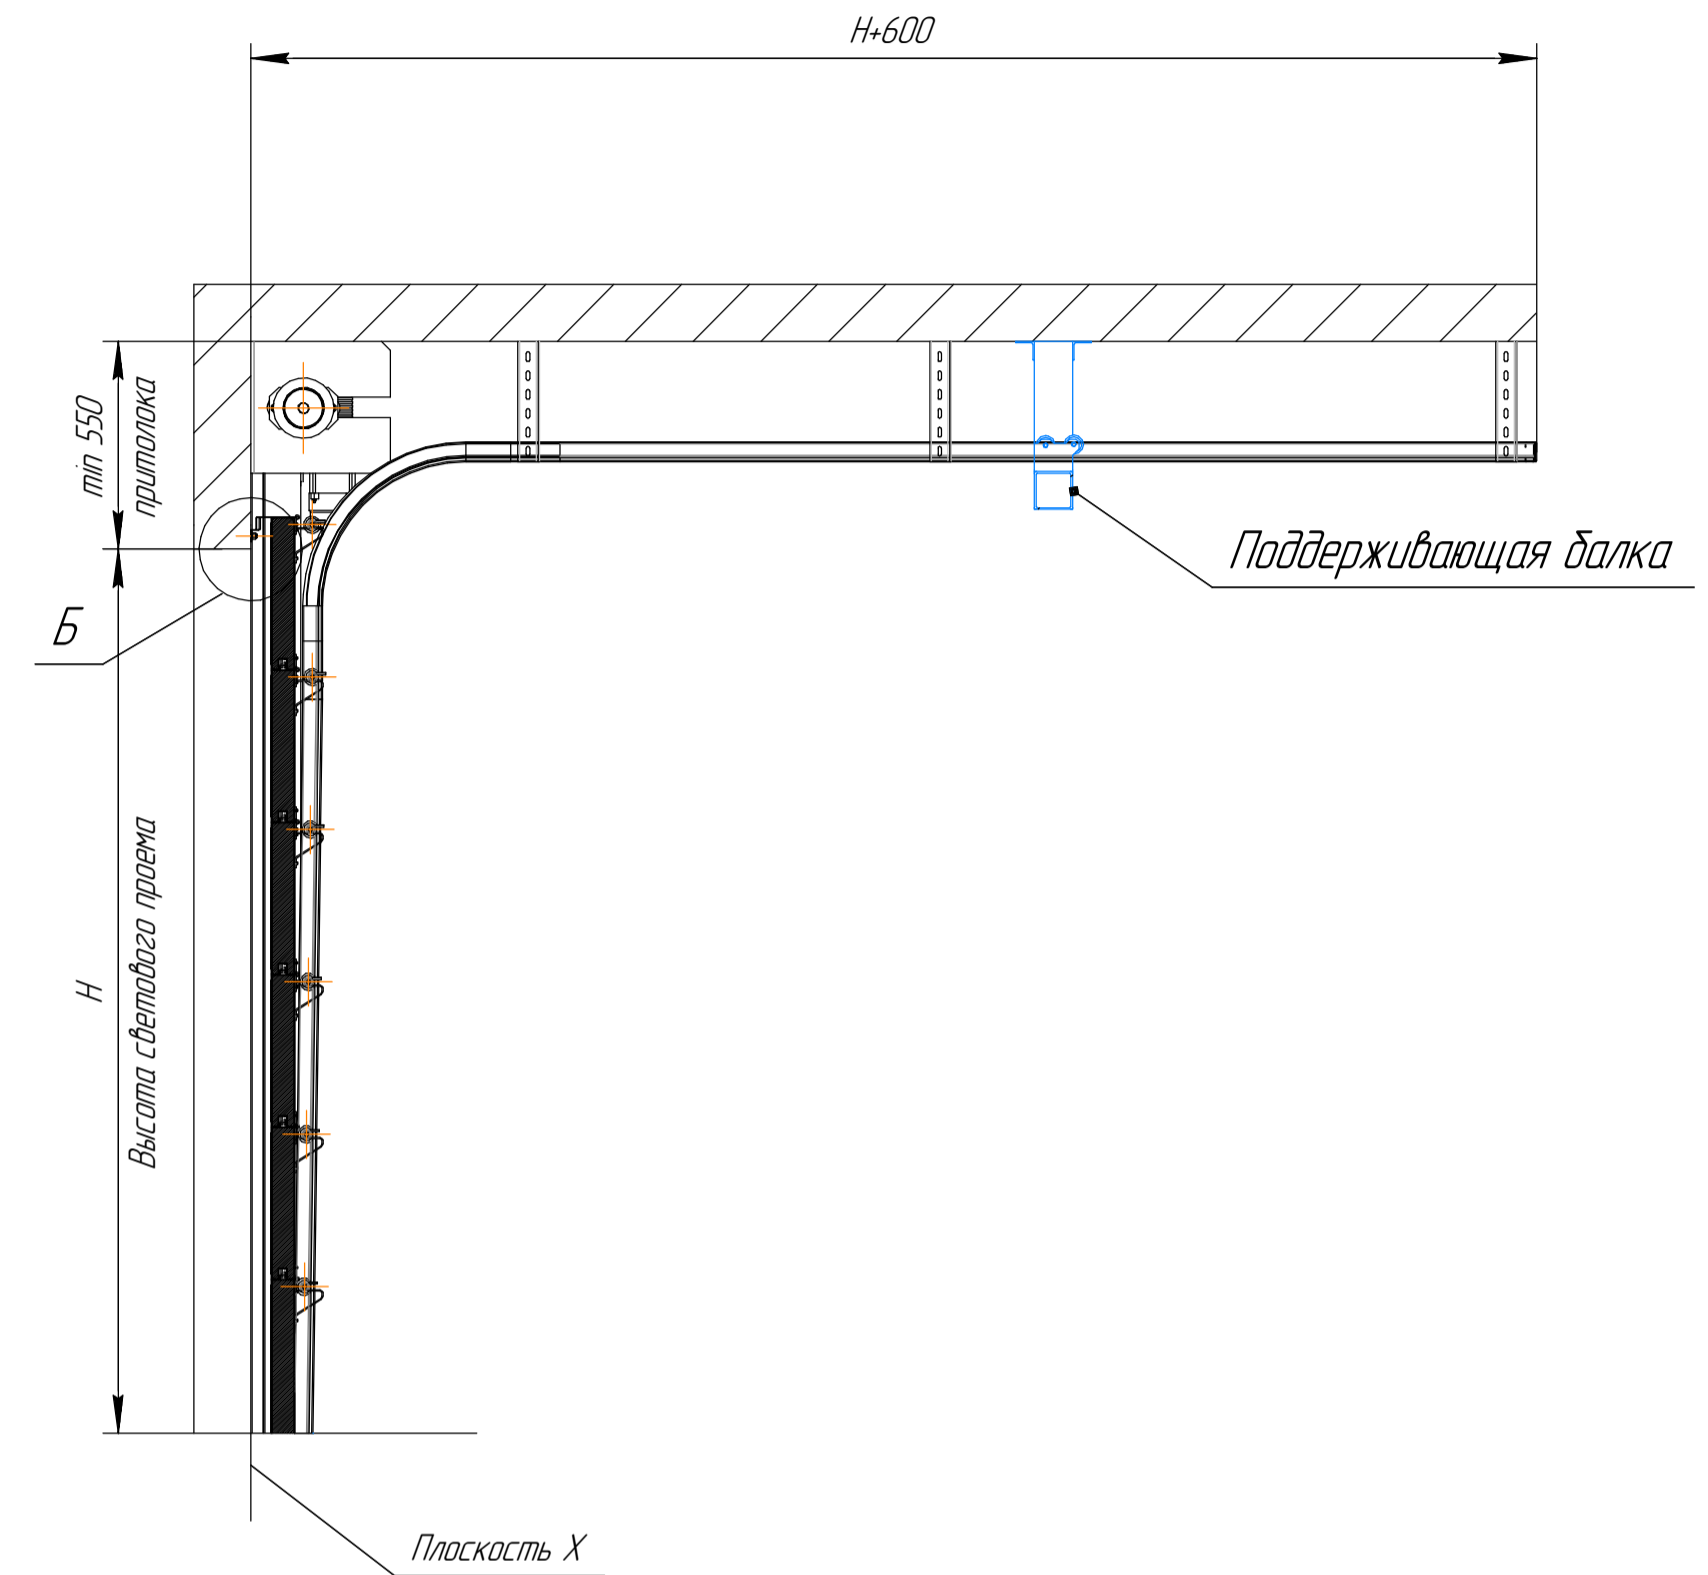 H+600
min 550
притолока
Поддерживающая балка
Б
H
Высота светового проема
Плоскость X